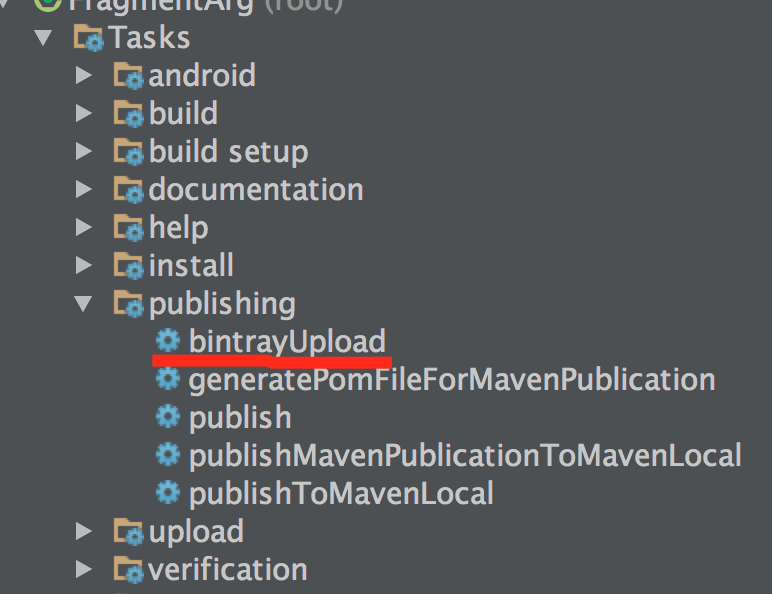 FragmentArg (root)
Tasks
android
build
build setup
documentation
help
install
publishing
bintrayUpload
generatePomFileForMavenPublication
publish
publishMavenPublicationToMavenLocal
publishToMavenLocal
upload
verification